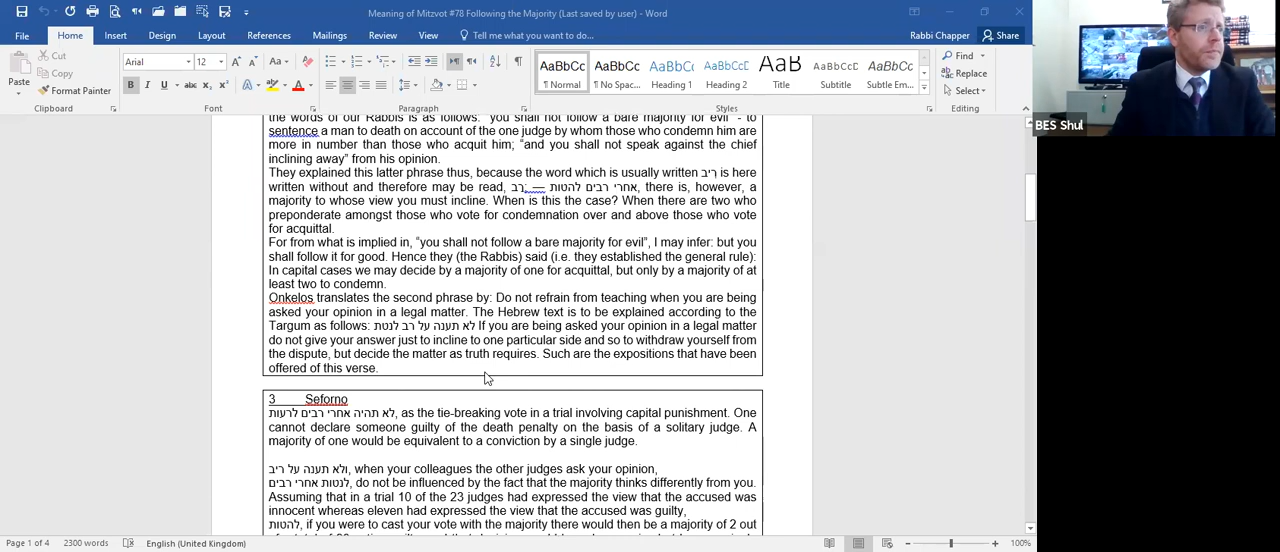 Meaning of Mitzvot #78 Following the Majority (Last saved by user) - Word
File Home Insert Design Layout References Mailings Review View Tell me what you want to do... Rabbi Chapper Share
Paste Cut Copy Format Painter
Arial 12 Aa
B I U
AaBbCc AaBbCc AaBbCc AaBbCc AaB AaBbCc AaBbCc
¶ Normal ¶ No Spac... Heading 1 Heading 2 Title Subtitle Subtle Em...
Find Replace Select
Clipboard Font Paragraph Styles Editing
BES Shul
the words of our Rabbis is as follows: "you shall not follow a bare majority for evil" - to
sentence a man to death on account of the one judge by whom those who condemn him are
more in number than those who acquit him; "and you shall not speak against the chief
inclining away" from his opinion.
They explained this latter phrase thus, because the word which is usually written ריב is here
written without and therefore may be read, רב; — אחרי רבים להטות, there is, however, a
majority to whose view you must incline. When is this the case? When there are two who
preponderate amongst those who vote for condemnation over and above those who vote
for acquittal.
For from what is implied in, "you shall not follow a bare majority for evil", I may infer: but you
shall follow it for good. Hence they (the Rabbis) said (i.e. they established the general rule):
In capital cases we may decide by a majority of one for acquittal, but only by a majority of at
least two to condemn.
Onkelos translates the second phrase by: Do not refrain from teaching when you are being
asked your opinion in a legal matter. The Hebrew text is to be explained according to the
Targum as follows: לא תענה על רב לנטת If you are being asked your opinion in a legal matter
do not give your answer just to incline to one particular side and so to withdraw yourself from
the dispute, but decide the matter as truth requires. Such are the expositions that have been
offered of this verse.
3 Seforno
לא תהיה אחרי רבים לרעות, as the tie-breaking vote in a trial involving capital punishment. One
cannot declare someone guilty of the death penalty on the basis of a solitary judge. A
majority of one would be equivalent to a conviction by a single judge.
ולא תענה על ריב, when your colleagues the other judges ask your opinion,
לנטות אחרי רבים, do not be influenced by the fact that the majority thinks differently from you.
Assuming that in a trial 10 of the 23 judges had expressed the view that the accused was
innocent whereas eleven had expressed the view that the accused was guilty,
להטות, if you were to cast your vote with the majority there would then be a majority of 2 out
Page 1 of 4 2300 words English (United Kingdom) 100%